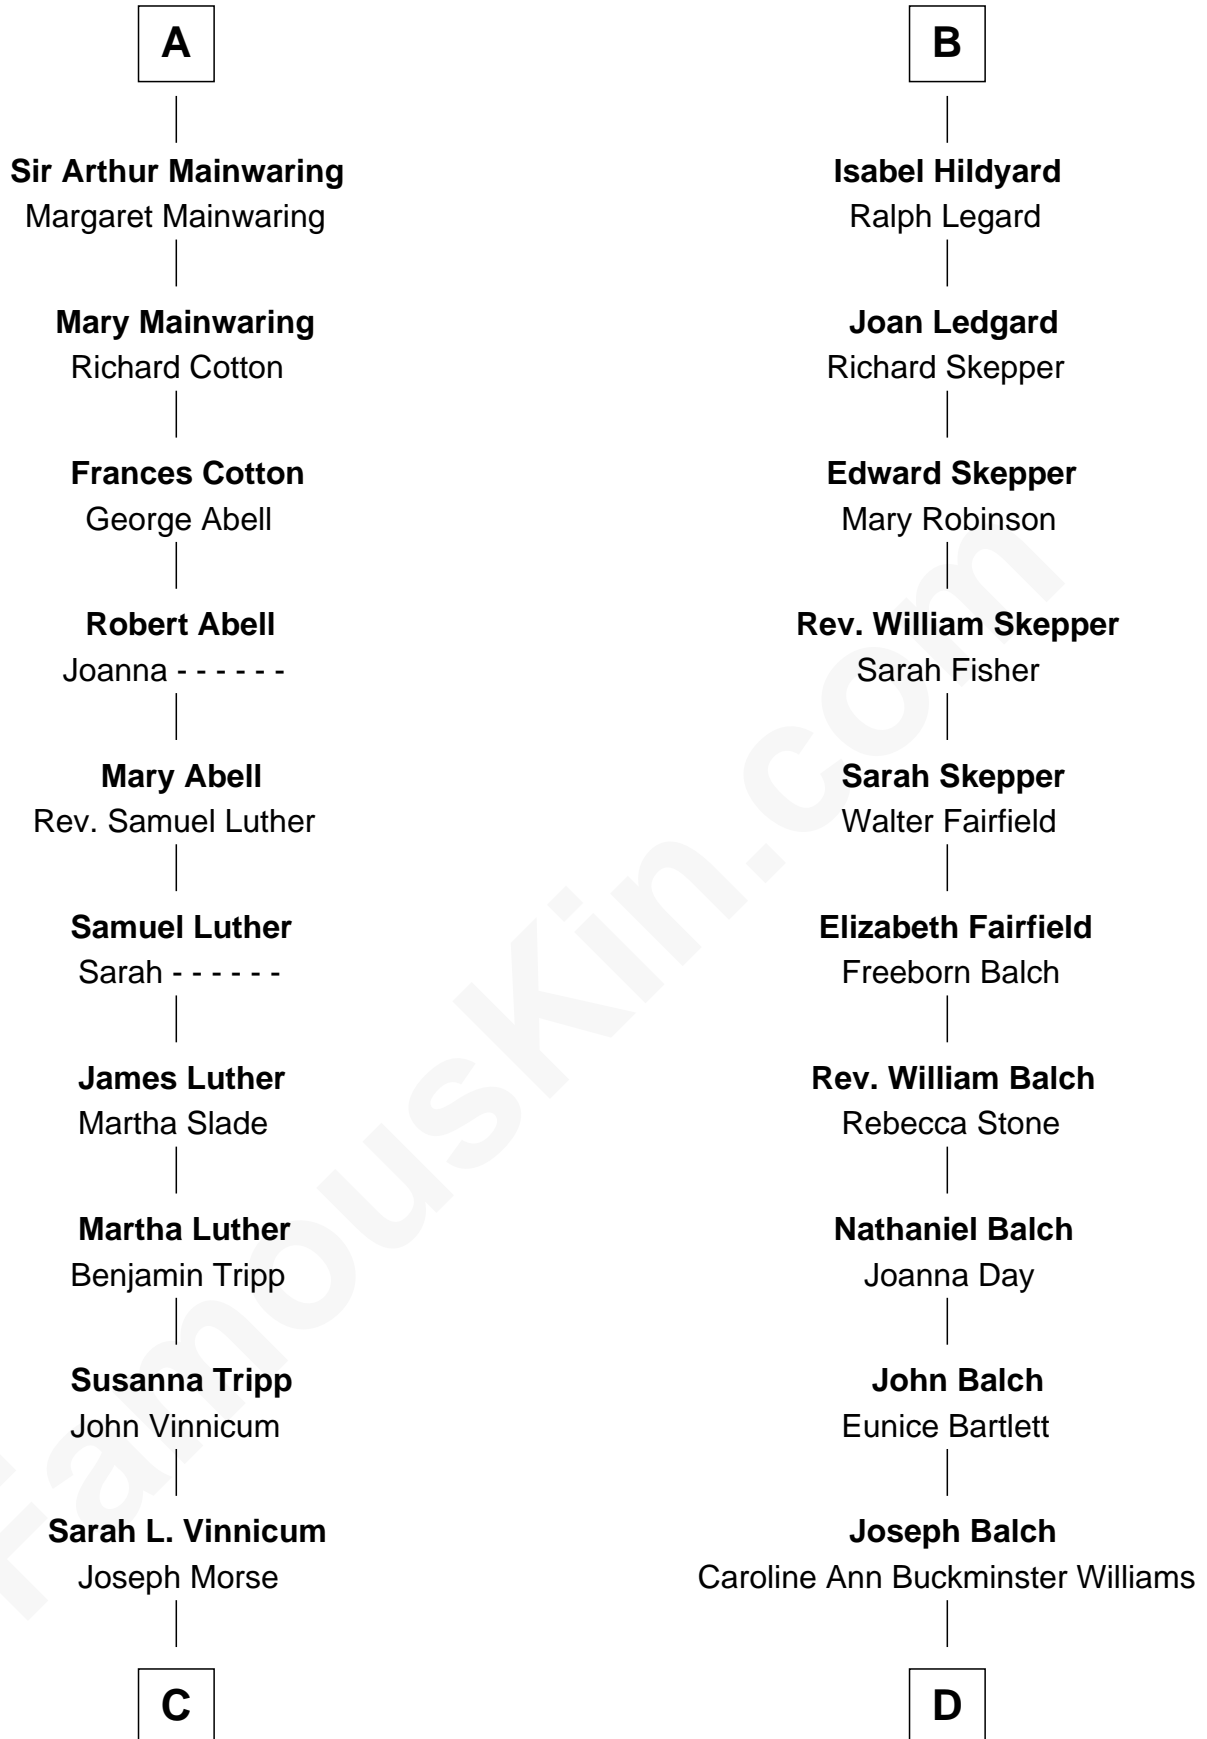 A
B
Sir Arthur Mainwaring
Margaret Mainwaring
Isabel Hildyard
Ralph Legard
Mary Mainwaring
Richard Cotton
Joan Ledgard
Richard Skepper
Frances Cotton
George Abell
Edward Skepper
Mary Robinson
Robert Abell
Joanna - - - - - -
Rev. William Skepper
Sarah Fisher
Mary Abell
Rev. Samuel Luther
Sarah Skepper
Walter Fairfield
Samuel Luther
Sarah - - - - - -
Elizabeth Fairfield
Freeborn Balch
James Luther
Martha Slade
Rev. William Balch
Rebecca Stone
Martha Luther
Benjamin Tripp
Nathaniel Balch
Joanna Day
Susanna Tripp
John Vinnicum
John Balch
Eunice Bartlett
Sarah L. Vinnicum
Joseph Morse
Joseph Balch
Caroline Ann Buckminster Williams
C
D
FamousKin.com